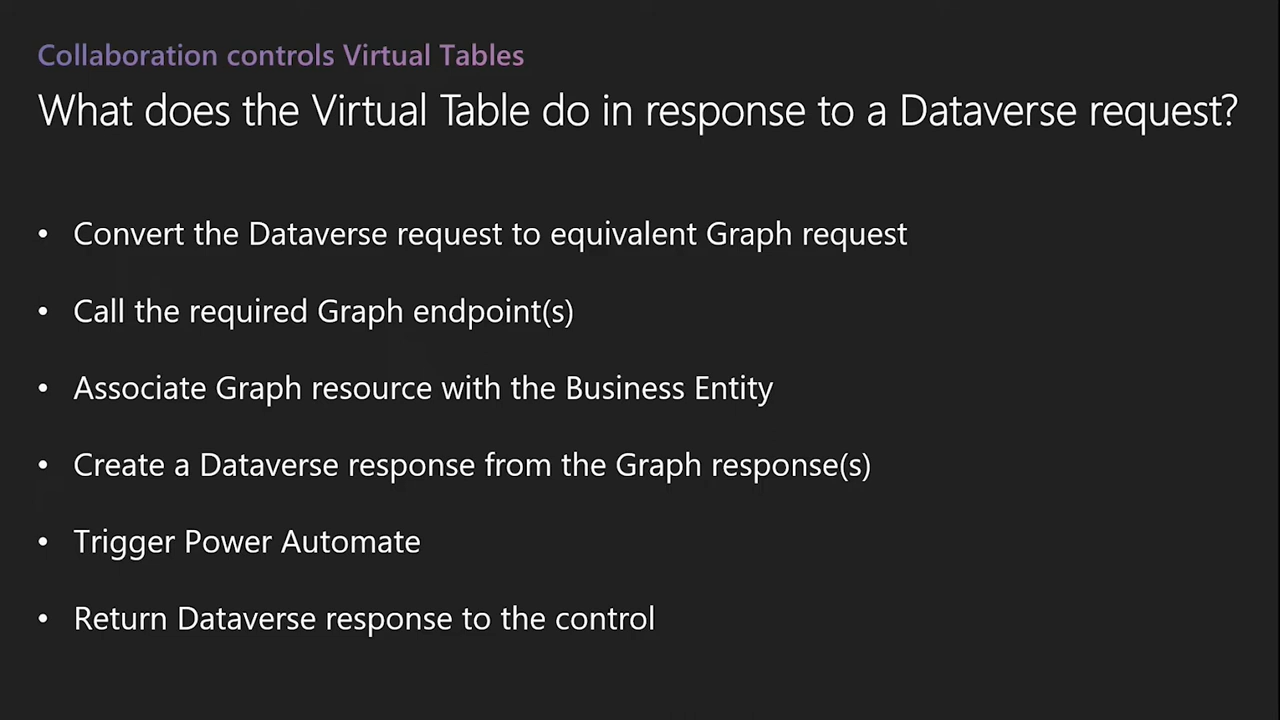 Collaboration controls Virtual Tables
What does the Virtual Table do in response to a Dataverse request?
• Convert the Dataverse request to equivalent Graph request
• Call the required Graph endpoint(s)
• Associate Graph resource with the Business Entity
• Create a Dataverse response from the Graph response(s)
• Trigger Power Automate
• Return Dataverse response to the control